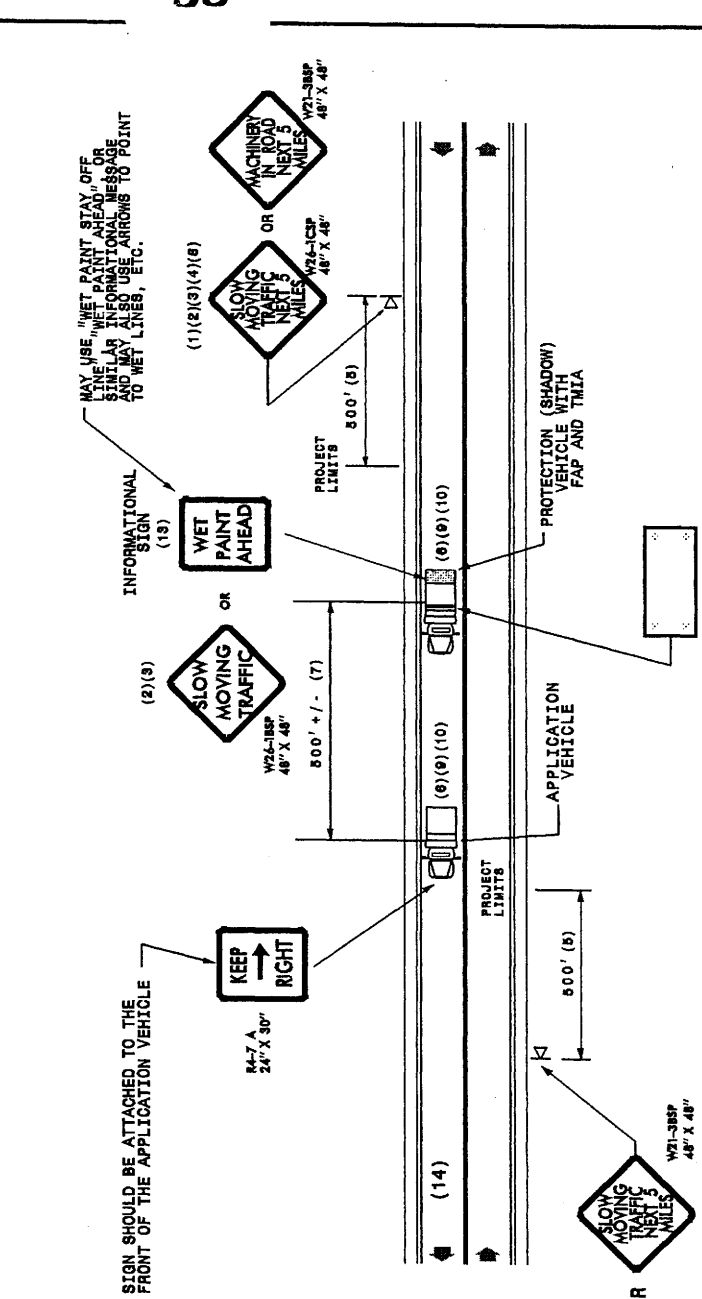 SIGN SHOULD BE ATTACHED TO THE
FRONT OF THE APPLICATION VEHICLE
KEEP
RIGHT
R4-7 A
24" X 30"
(2)(3)
SLOW
MOVING
TRAFFIC
W26-1BSP
48" X 48"
OR
INFORMATIONAL
SIGN
(13)
WET
PAINT
AHEAD
MAY USE "WET PAINT STAY OFF
LINE", "WET PAINT AHEAD", OR
SIMILAR INFORMATIONAL MESSAGE
AND MAY ALSO USE ARROWS TO POINT
TO WET LINES, ETC.
(1)(2)(3)(4)(6)
SLOW
MOVING
TRAFFIC
NEXT 5
MILES
W26-1CSP
48" X 48"
OR
MACHINERY
IN ROAD
NEXT 5
MILES
W21-3BSP
48" X 48"
500' +/- (7)
PROJECT
LIMITS
500' (5)
(14)
(6)(9)(10)
(6)(9)(10)
PROJECT
LIMITS
500' (5)
APPLICATION
VEHICLE
PROTECTION (SHADOW)
VEHICLE WITH
FAP AND TMIA
R
SLOW
MOVING
TRAFFIC
NEXT 5
MILES
W21-3BSP
48" X 48"